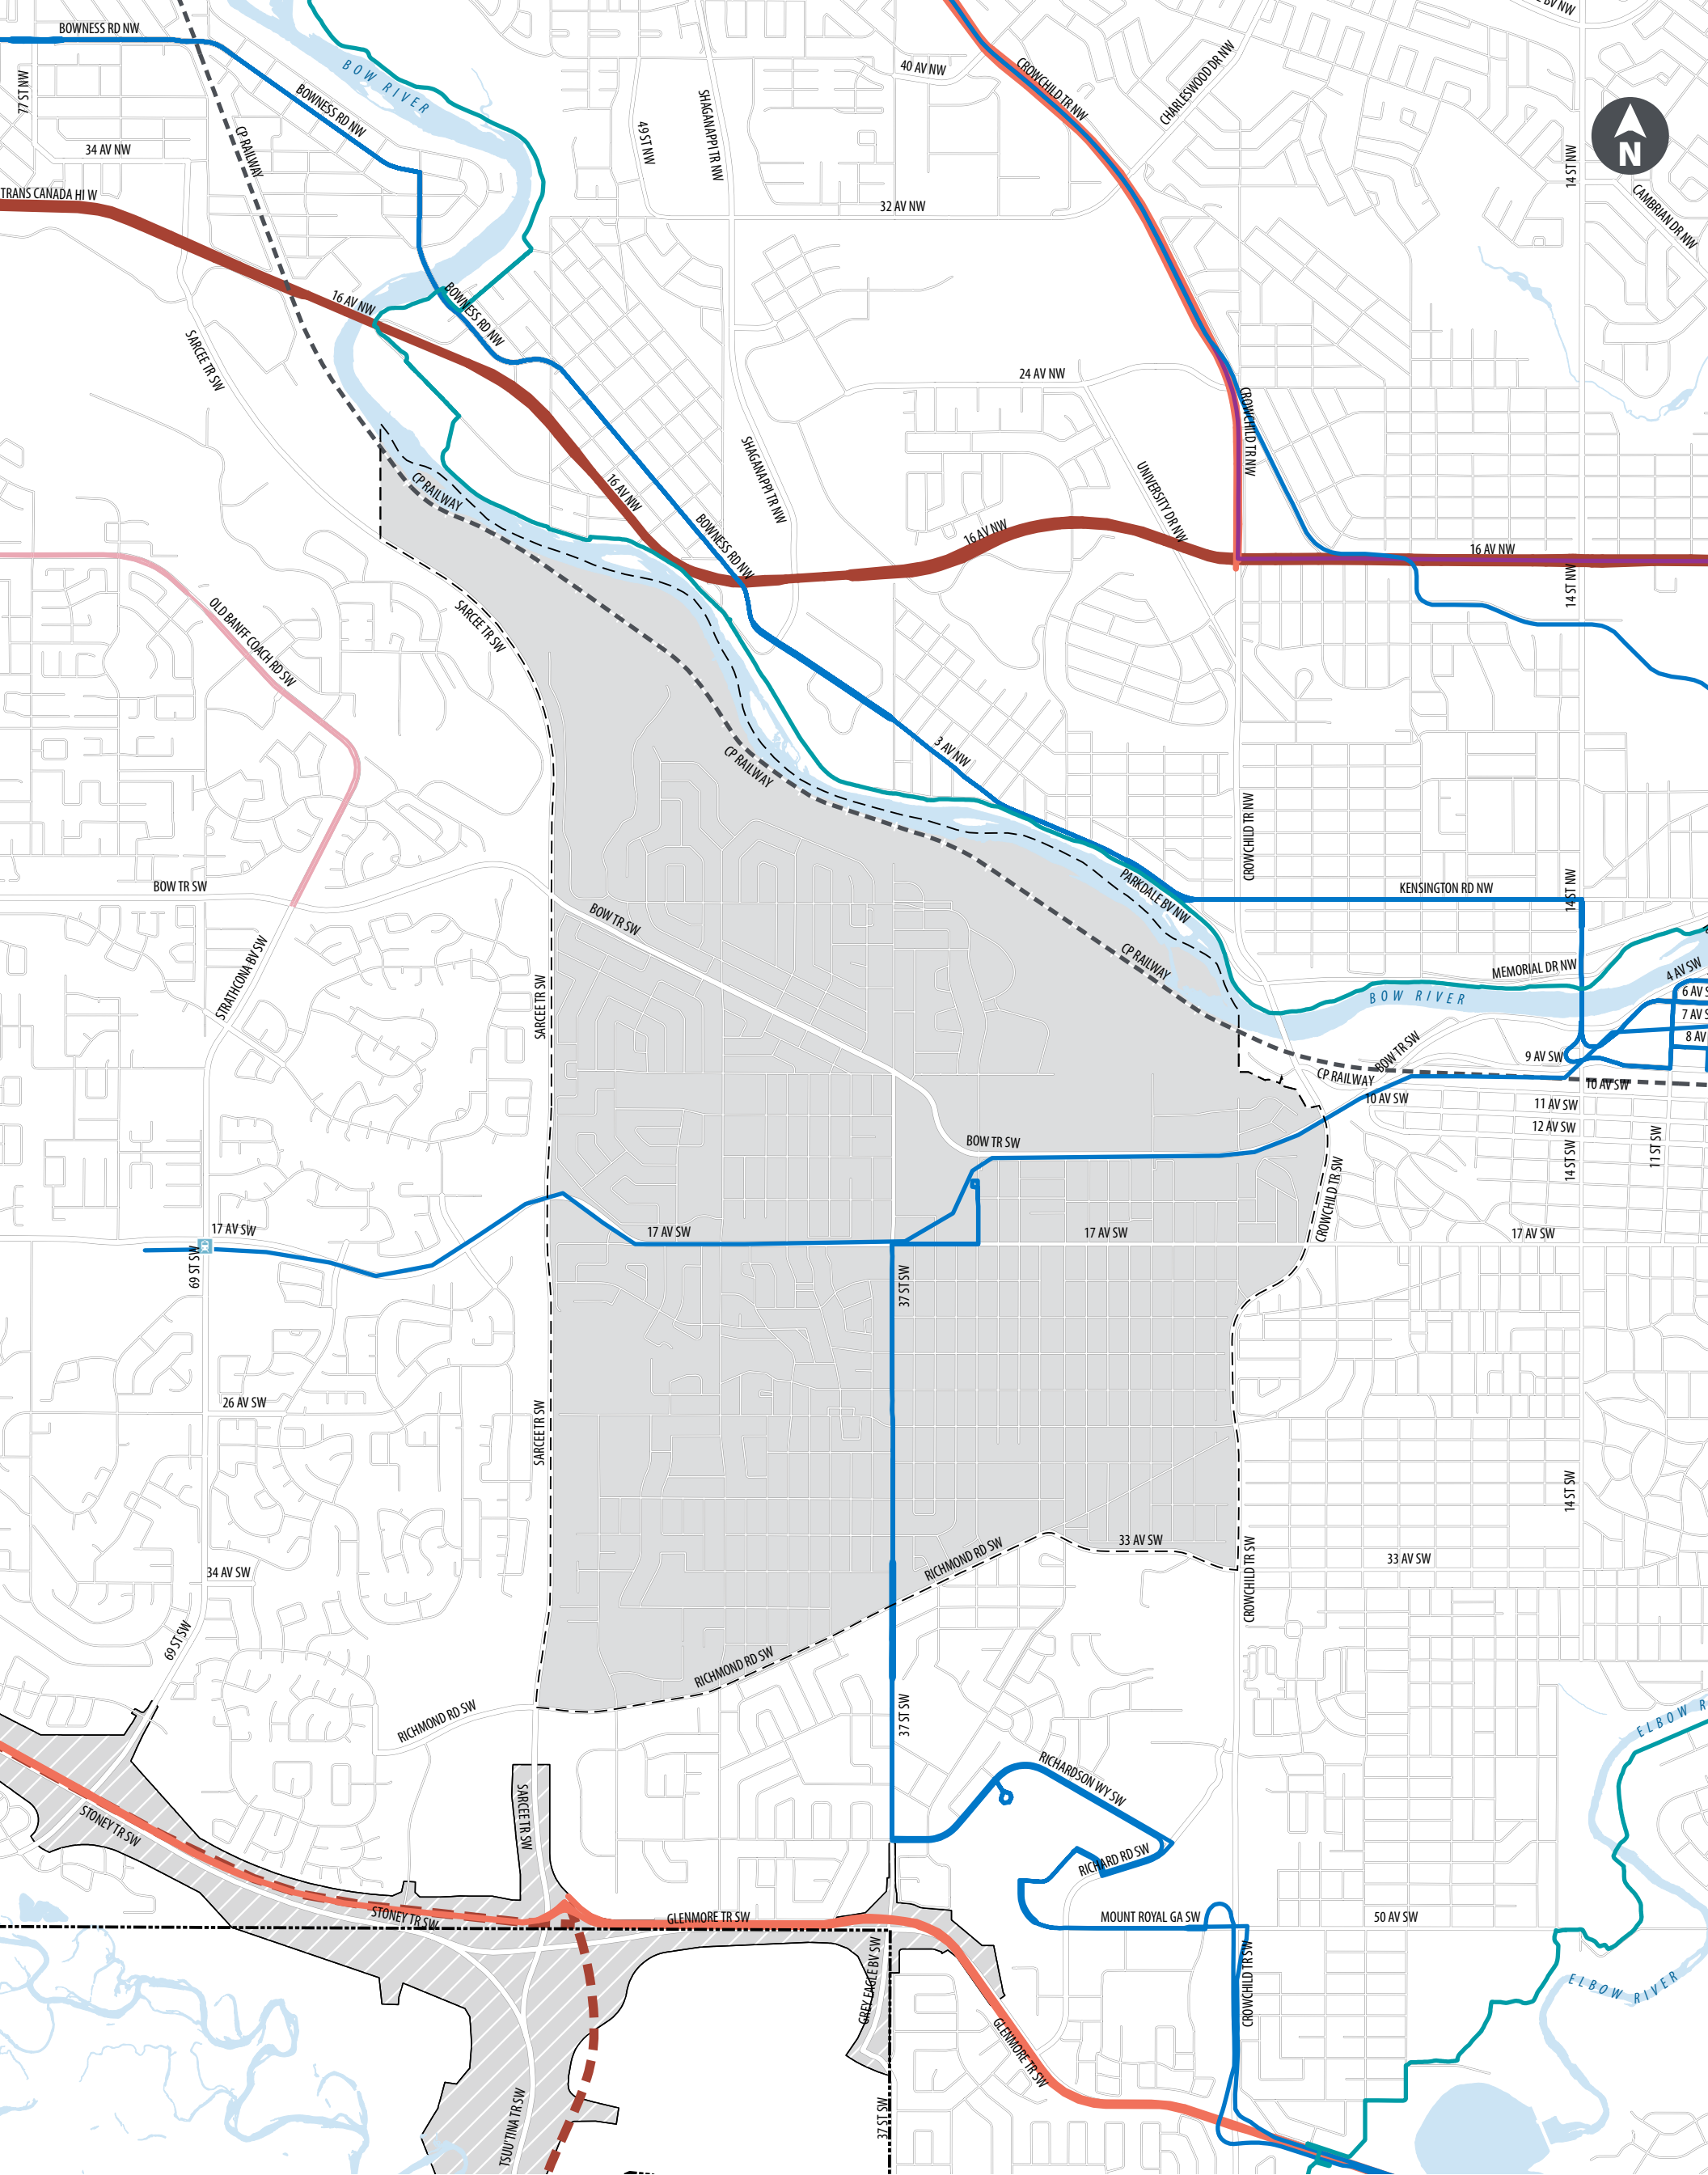 BOWNESS RD NW
BOW RIVER
40 AV NW
CROWCHILD TR NW
CHARLESWOOD DR NW
BV NW
77 ST NW
BOWNESS RD NW
SHAGANAPPI TR NW
49 ST NW
CP RAILWAY
34 AV NW
14 ST NW
N
TRANS CANADA HI W
32 AV NW
CAMBRIAN DR NW
16 AV NW
BOWNESS RD NW
SARCEE TR SW
24 AV NW
CROWCHILD TR NW
SHAGANAPPI TR NW
UNIVERSITY DR NW
CP RAILWAY
16 AV NW
BOWNESS RD NW
16 AV NW
16 AV NW
14 ST NW
OLD BANFF COACH RD SW
SARCEE TR SW
3 AV NW
CP RAILWAY
CROWCHILD TR NW
BOW TR SW
PARKDALE BV NW
KENSINGTON RD NW
14 ST NW
BOW TR SW
STRATHCONA BV SW
CP RAILWAY
MEMORIAL DR NW
4 AV SW
SARCEE TR SW
BOW RIVER
6 AV S
7 AV S
8 AV
BOW TR SW
9 AV SW
CP RAILWAY
10 AV SW
10 AV SW
11 AV SW
12 AV SW
BOW TR SW
14 ST SW
11 ST SW
CROWCHILD TR SW
17 AV SW
17 AV SW
17 AV SW
17 AV SW
69 ST SW
37 ST SW
26 AV SW
SARCEE TR SW
14 ST SW
33 AV SW
33 AV SW
RICHMOND RD SW
34 AV SW
CROWCHILD TR SW
69 ST SW
RICHMOND RD SW
RICHMOND RD SW
37 ST SW
ELBOW R
RICHARDSON WY SW
STONEY TR SW
SARCEE TR SW
RICHARD RD SW
STONEY TR SW
GLENMORE TR SW
MOUNT ROYAL GA SW
50 AV SW
GREY EAGLE BV SW
CROWCHILD TR SW
ELBOW RIVER
GLENMORE TR SW
TSUU'TINA TR SW
37 ST SW